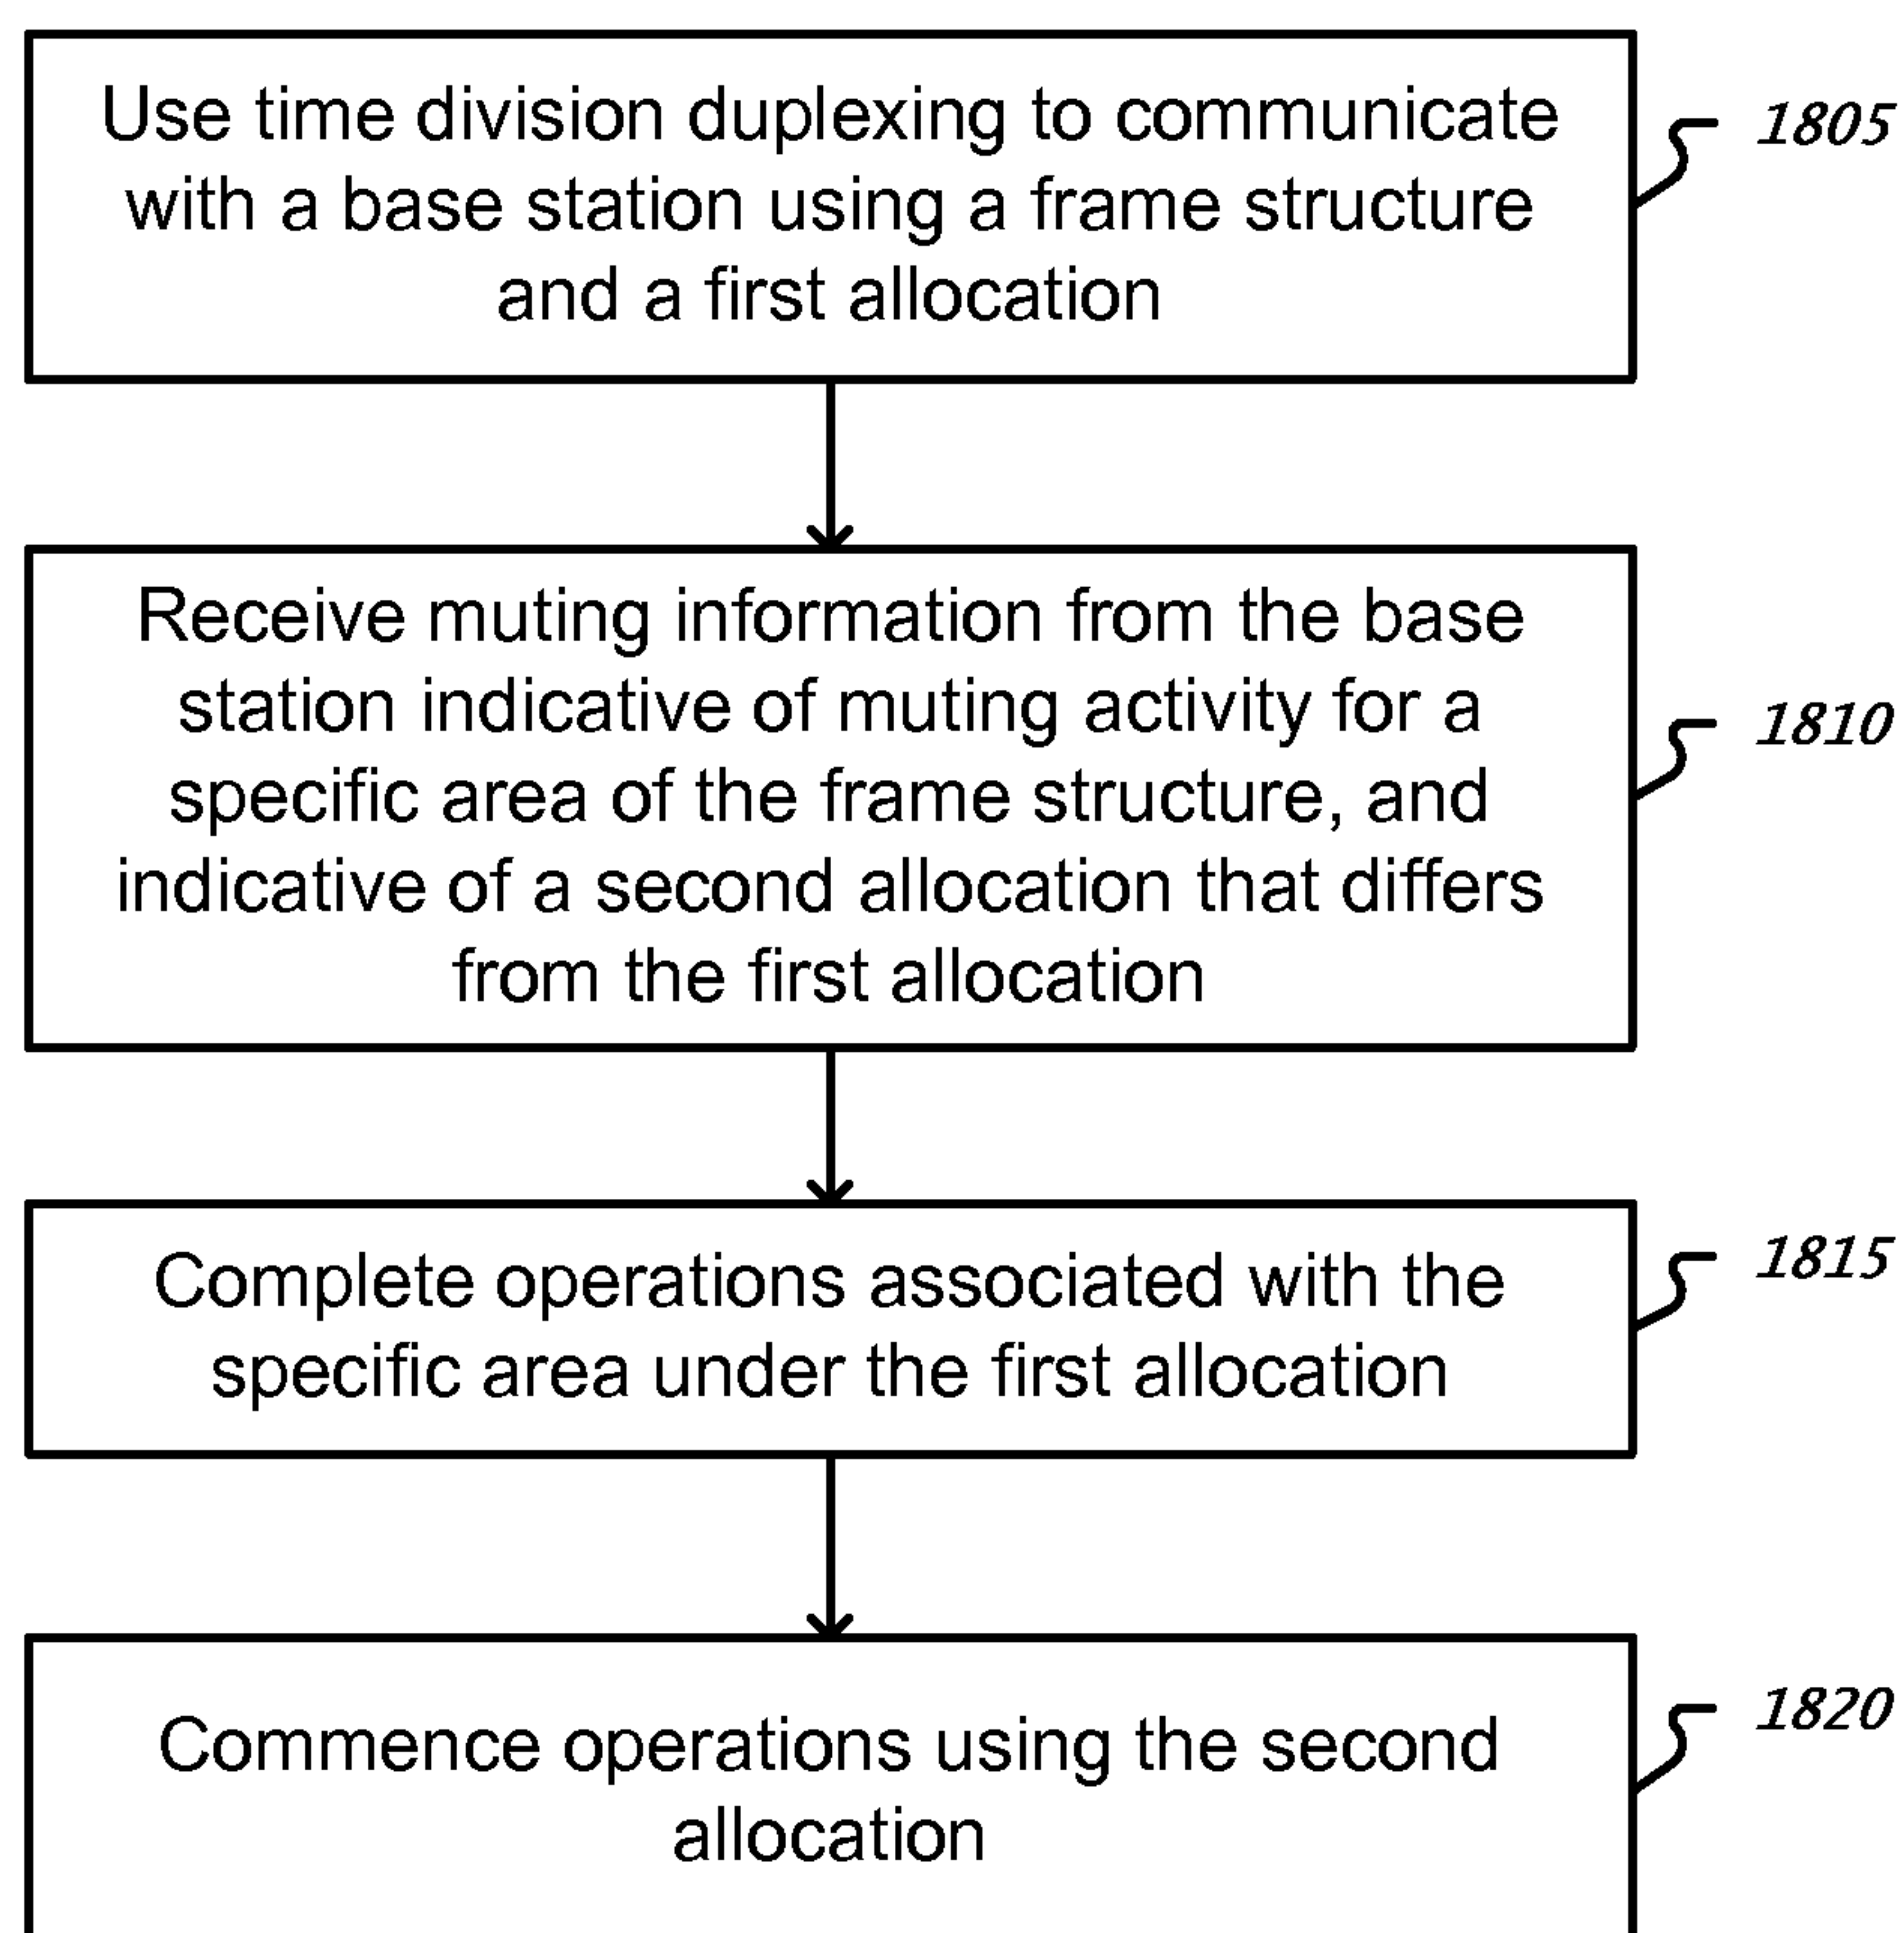 Use time division duplexing to communicate
with a base station using a frame structure
and a first allocation
1805
Receive muting information from the base
station indicative of muting activity for a
specific area of the frame structure, and
indicative of a second allocation that differs
from the first allocation
1810
Complete operations associated with the
specific area under the first allocation
1815
Commence operations using the second
allocation
1820